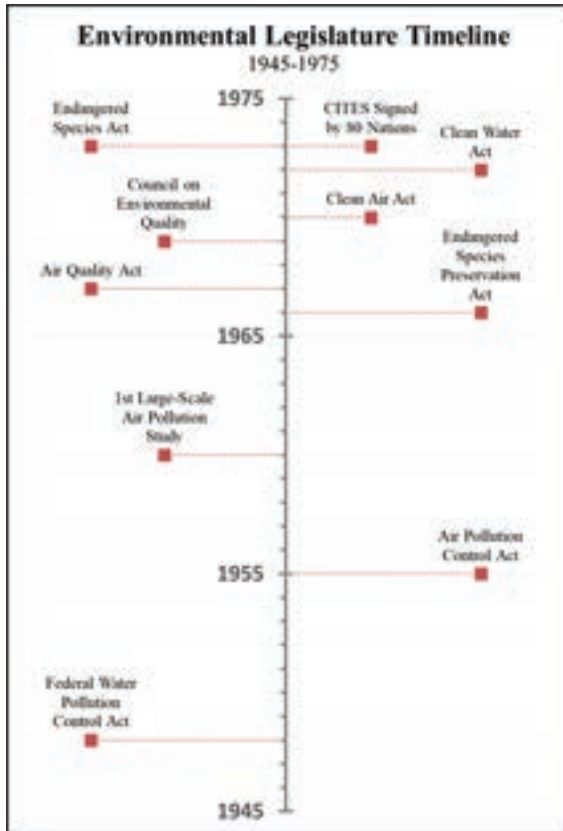 Environmental Legislature Timeline
1945-1975
1975
Endangered
Species Act
CITES Signed
by 80 Nations
Clean Water
Act
Council on
Environmental
Quality
Clean Air Act
Air Quality Act
Endangered
Species
Preservation
Act
1965
1st Large-Scale
Air Pollution
Study
Air Pollution
Control Act
1955
Federal Water
Pollution
Control Act
1945